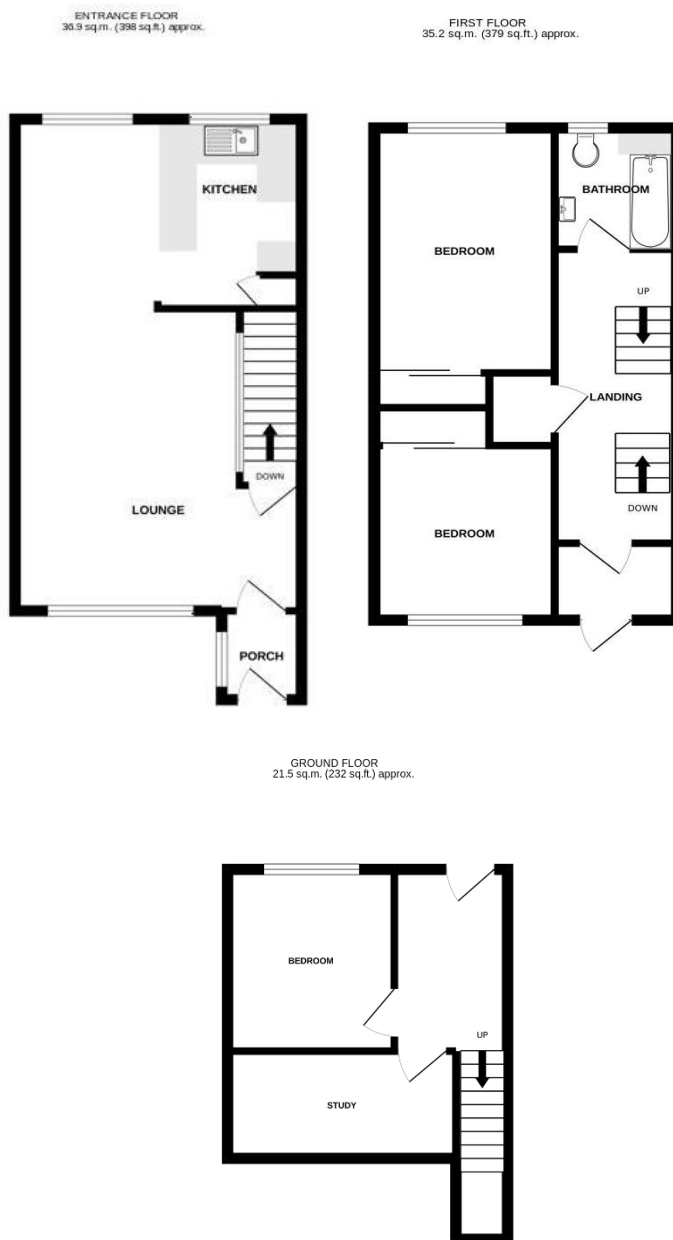 ENTRANCE FLOOR
36.9 sq.m. (398 sq.ft.) approx.
KITCHEN
DOWN
LOUNGE
PORCH
FIRST FLOOR
35.2 sq.m. (379 sq.ft.) approx.
BATHROOM
BEDROOM
UP
LANDING
DOWN
BEDROOM
GROUND FLOOR
21.5 sq.m. (232 sq.ft.) approx.
BEDROOM
UP
STUDY